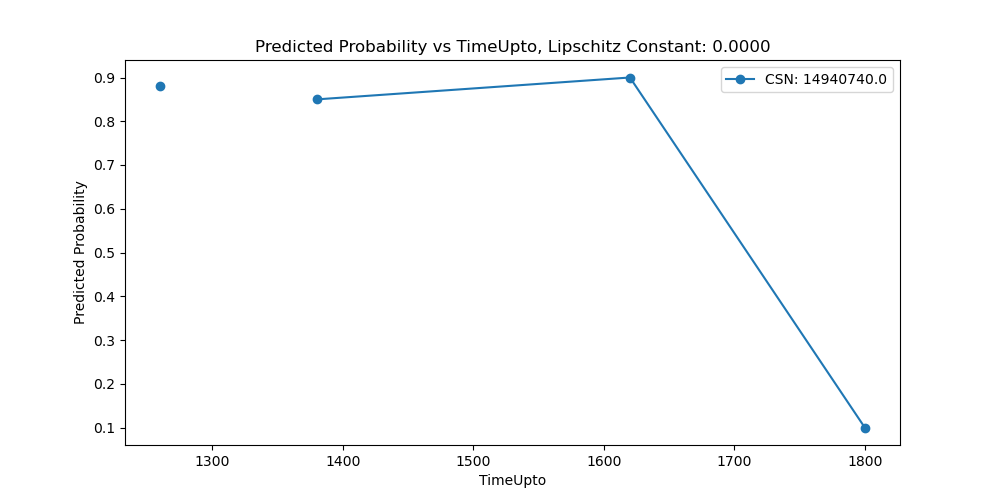 Predicted Probability vs TimeUpto, Lipschitz Constant: 0.0000
CSN: 14940740.0
0.9
0.8
0.7
0.6
0.5
0.4
0.3
0.2
0.1
Predicted Probability
1300 1400 1500 1600 1700 1800
TimeUpto